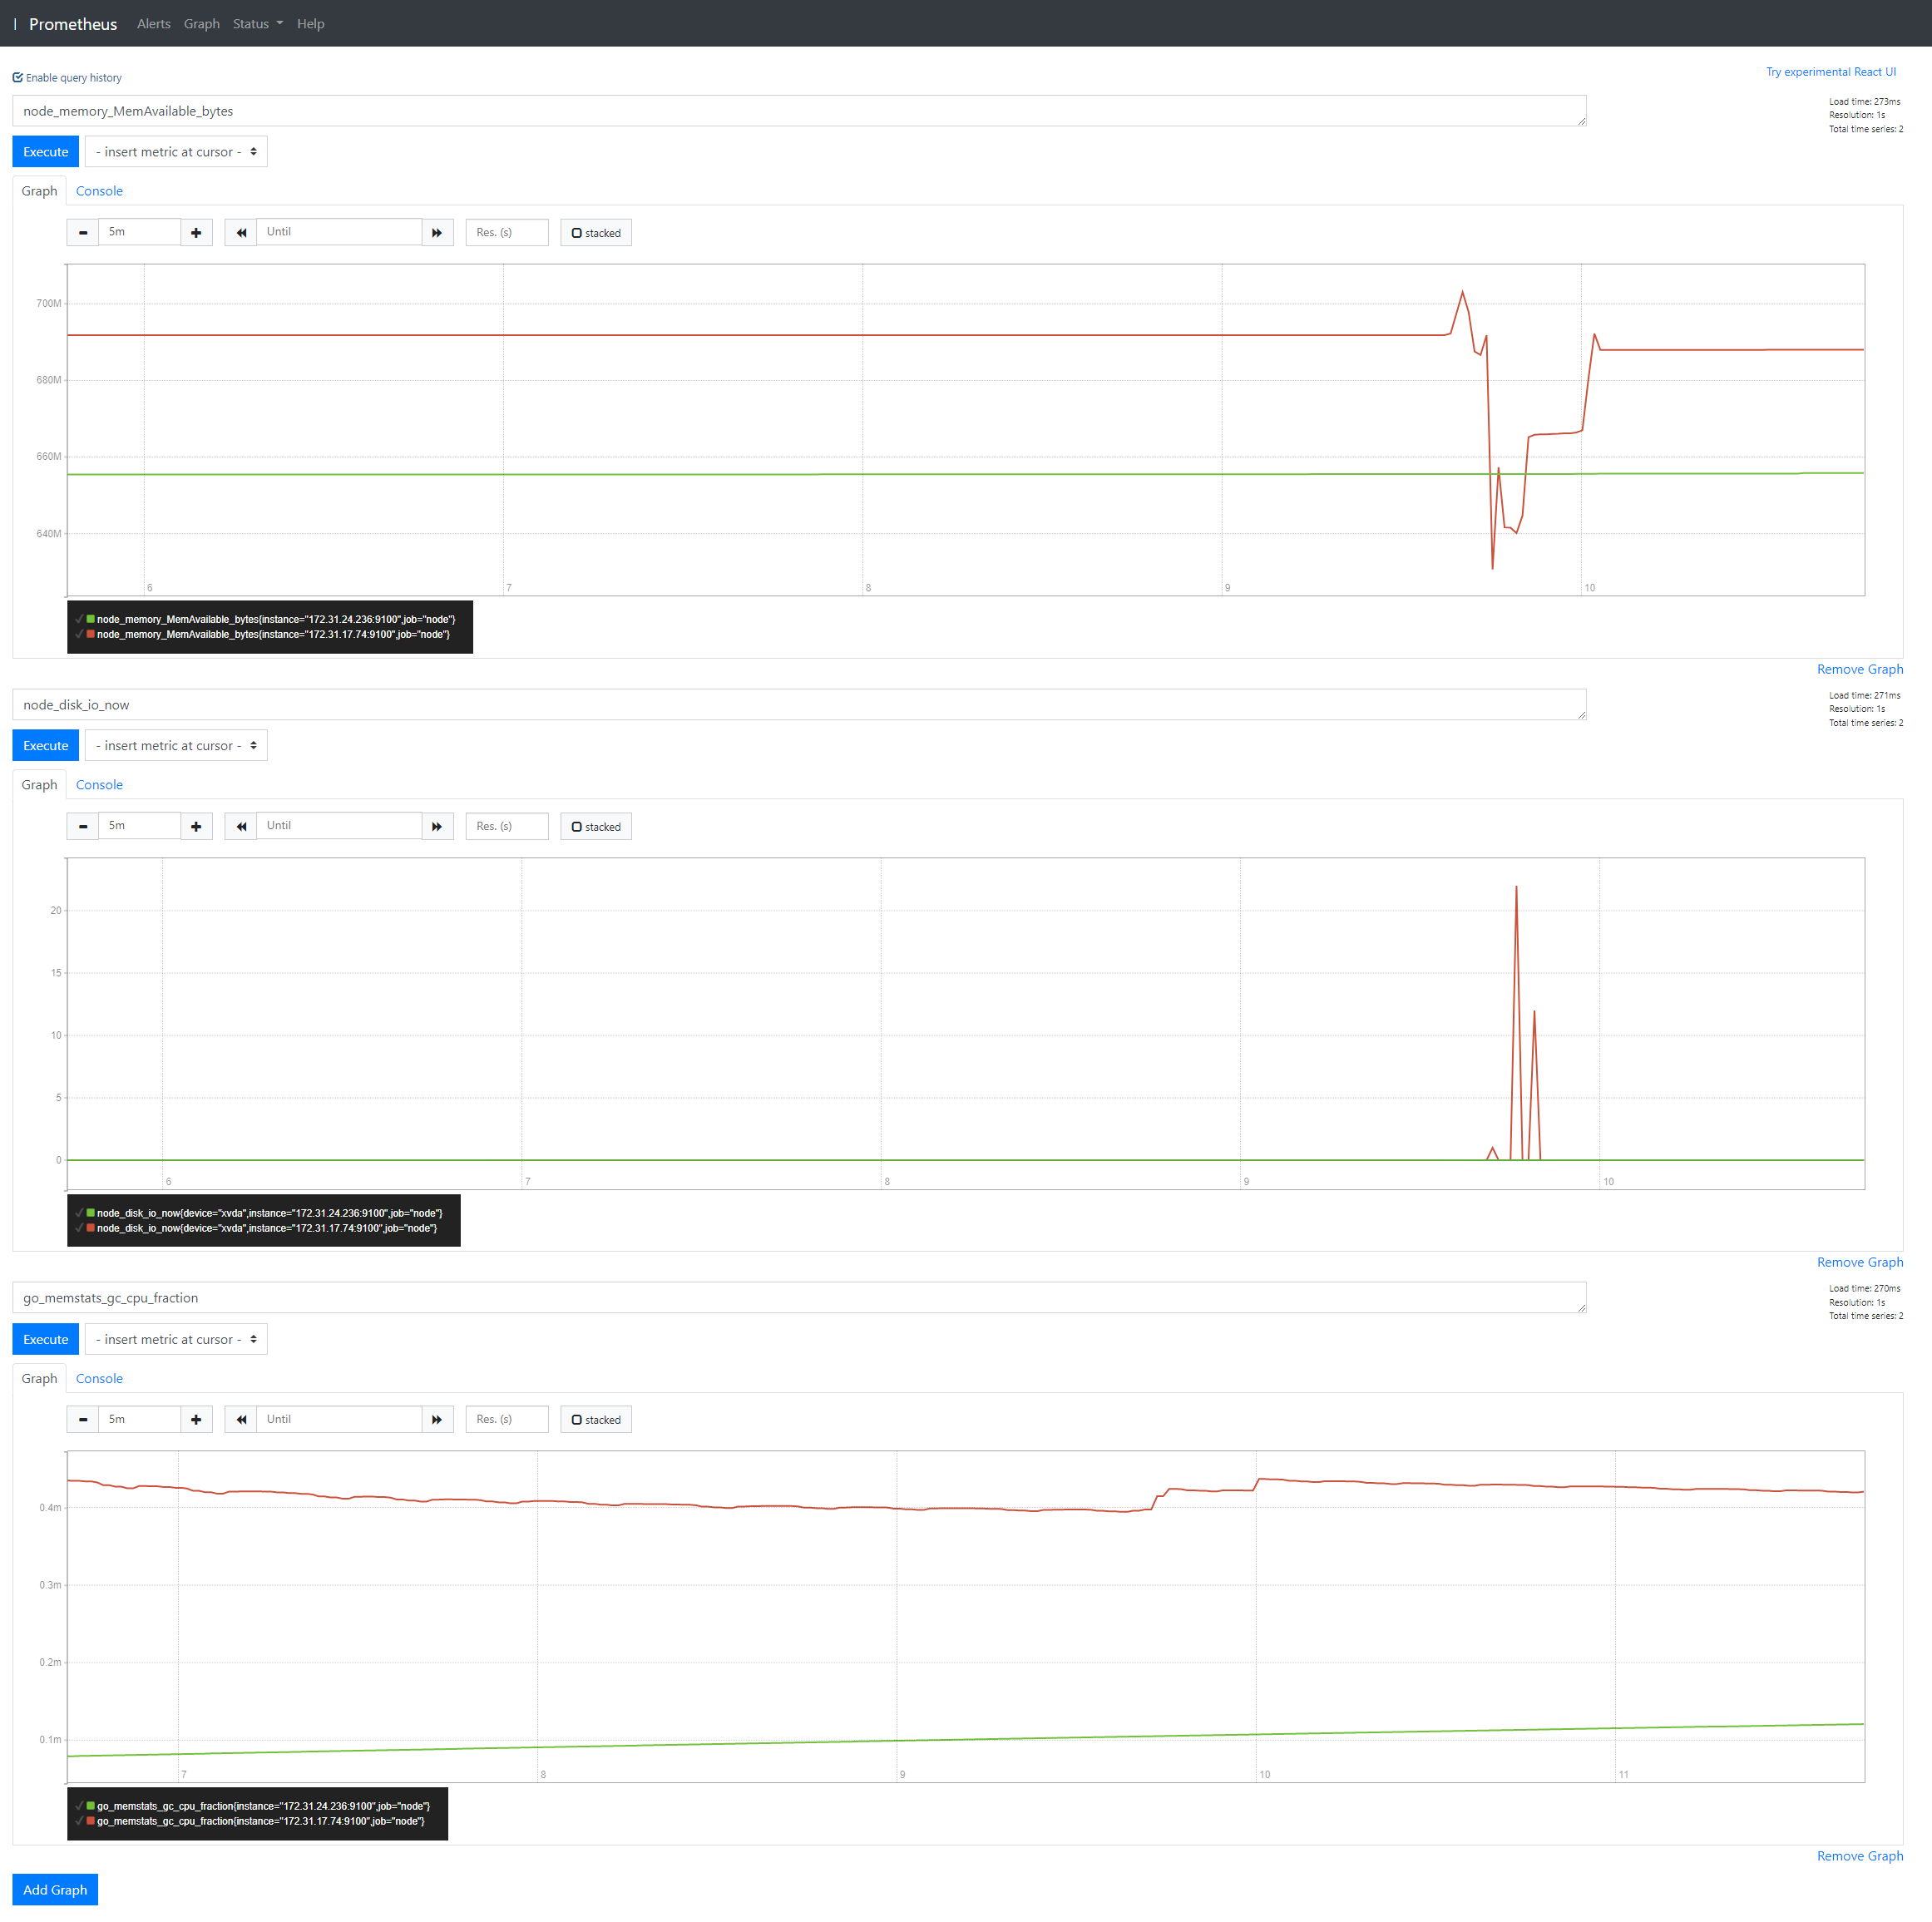 Prometheus Alerts Graph Status Help
Enable query history
Try experimental React UI
node_memory_MemAvailable_bytes
Load time: 273ms
Resolution: 1s
Total time series: 2
Execute - insert metric at cursor -
Graph Console
5m Until Res. (s) stacked
700M
680M
660M
640M
6 7 8 9 10
node_memory_MemAvailable_bytes{instance="172.31.24.236:9100",job="node"}
node_memory_MemAvailable_bytes{instance="172.31.17.74:9100",job="node"}
Remove Graph
node_disk_io_now
Load time: 271ms
Resolution: 1s
Total time series: 2
Execute - insert metric at cursor -
Graph Console
5m Until Res. (s) stacked
20
15
10
5
0
6 7 8 9 10
node_disk_io_now{device="xvda",instance="172.31.24.236:9100",job="node"}
node_disk_io_now{device="xvda",instance="172.31.17.74:9100",job="node"}
Remove Graph
go_memstats_gc_cpu_fraction
Load time: 270ms
Resolution: 1s
Total time series: 2
Execute - insert metric at cursor -
Graph Console
5m Until Res. (s) stacked
0.4m
0.3m
0.2m
0.1m
7 8 9 10 11
go_memstats_gc_cpu_fraction{instance="172.31.24.236:9100",job="node"}
go_memstats_gc_cpu_fraction{instance="172.31.17.74:9100",job="node"}
Remove Graph
Add Graph